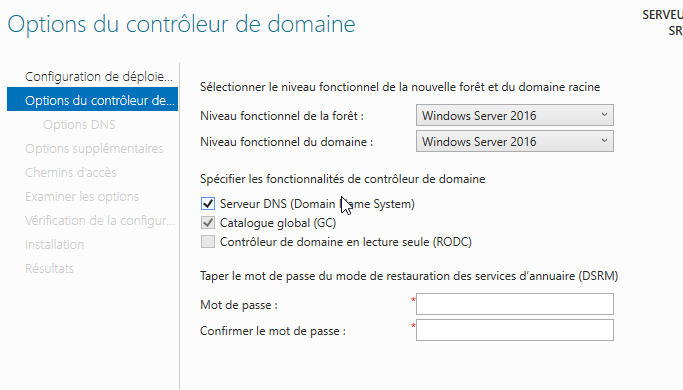 Options du contrôleur de domaine
SERVEU
SR
Configuration de déploie...
Options du contrôleur de...
Options DNS
Options supplémentaires
Chemins d'accès
Examiner les options
Vérification de la configur...
Installation
Résultats
Sélectionner le niveau fonctionnel de la nouvelle forêt et du domaine racine
Niveau fonctionnel de la forêt : Windows Server 2016
Niveau fonctionnel du domaine : Windows Server 2016
Spécifier les fonctionnalités de contrôleur de domaine
Serveur DNS (Domain Name System)
Catalogue global (GC)
Contrôleur de domaine en lecture seule (RODC)
Taper le mot de passe du mode de restauration des services d'annuaire (DSRM)
Mot de passe : *
Confirmer le mot de passe : *